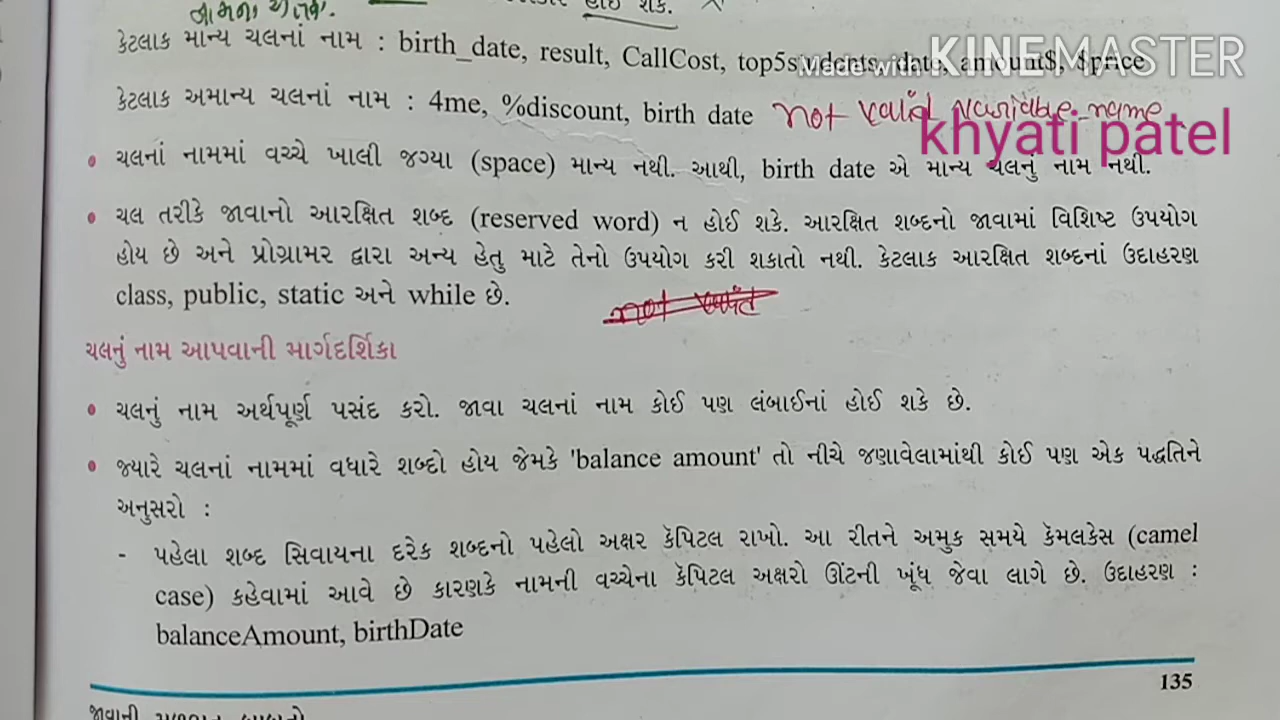 નામના
હોઈ શકે.
કેટલાક માન્ય ચલનાં નામ : birth_date, result, CallCost, top5students, date, amount$, $price
Made with KINEMASTER
કેટલાક અમાન્ય ચલનાં નામ : 4me, %discount, birth date not valid variable name
khyati patel
• ચલનાં નામમાં વચ્ચે ખાલી જગ્યા (space) માન્ય નથી. આથી, birth date એ માન્ય ચલનું નામ નથી.
• ચલ તરીકે જાવાનો આરક્ષિત શબ્દ (reserved word) ન હોઈ શકે. આરક્ષિત શબ્દનો જાવામાં વિશિષ્ટ ઉપયોગ
હોય છે અને પ્રોગ્રામર દ્વારા અન્ય હેતુ માટે તેનો ઉપયોગ કરી શકાતો નથી. કેટલાક આરક્ષિત શબ્દનાં ઉદાહરણ
class, public, static અને while છે.
not valid
ચલનું નામ આપવાની માર્ગદર્શિકા
• ચલનું નામ અર્થપૂર્ણ પસંદ કરો. જાવા ચલનાં નામ કોઈ પણ લંબાઈનાં હોઈ શકે છે.
• જ્યારે ચલનાં નામમાં વધારે શબ્દો હોય જેમકે 'balance amount' તો નીચે જણાવેલામાંથી કોઈ પણ એક પદ્ધતિને
અનુસરો :
- પહેલા શબ્દ સિવાયના દરેક શબ્દનો પહેલો અક્ષર કૅપિટલ રાખો. આ રીતને અમુક સમયે કૅમલકેસ (camel
case) કહેવામાં આવે છે કારણકે નામની વચ્ચેના કૅપિટલ અક્ષરો ઊંટની ખૂંધ જેવા લાગે છે. ઉદાહરણ :
balanceAmount, birthDate
135
જાવાની